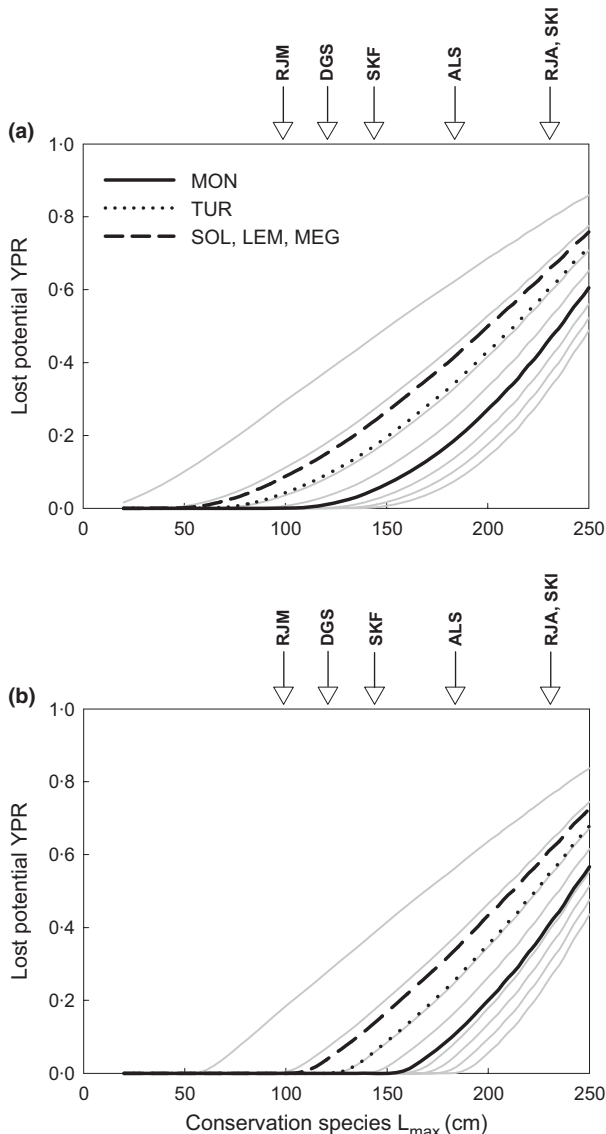 RJM
DGS
SKF
ALS
RJA, SKI
(a)
1·0
0·8
0·6
0·4
0·2
0·0
Lost potential YPR
MON
TUR
SOL, LEM, MEG
0 50 100 150 200 250
RJM
DGS
SKF
ALS
RJA, SKI
(b)
1·0
0·8
0·6
0·4
0·2
0·0
Lost potential YPR
0 50 100 150 200 250
Conservation species Lmax (cm)